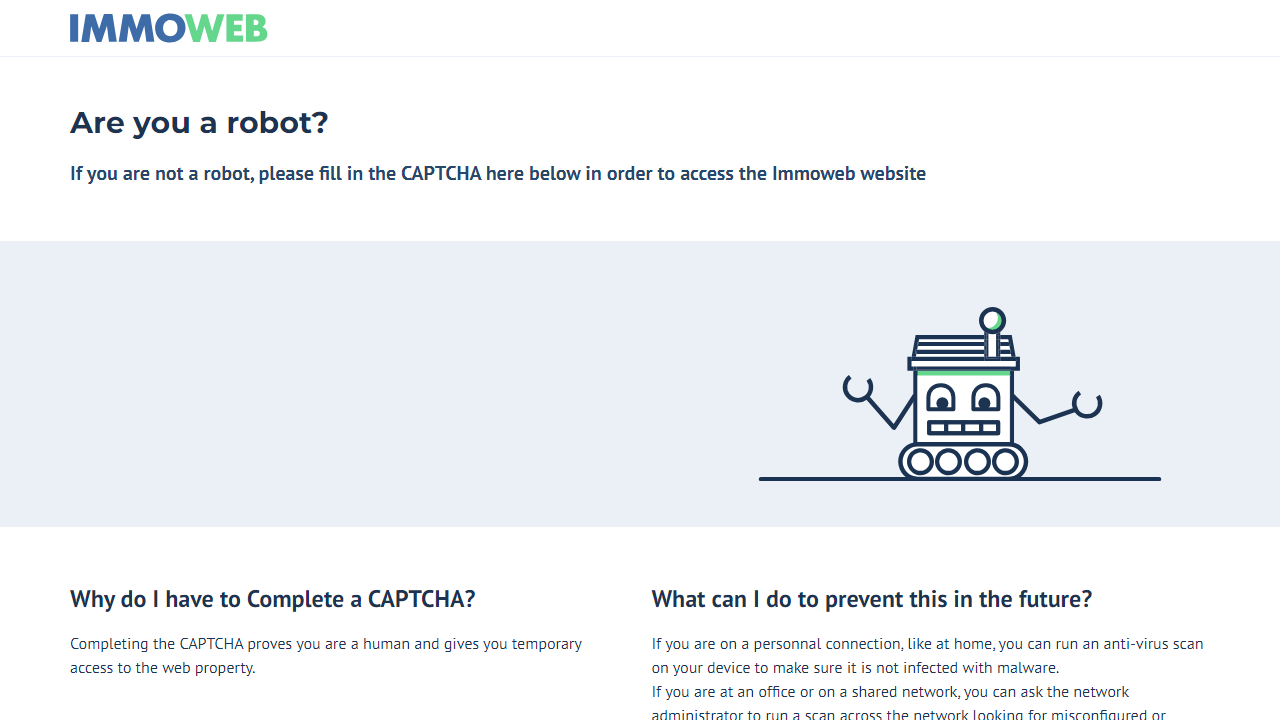 IMMOWEB
Are you a robot?
If you are not a robot, please fill in the CAPTCHA here below in order to access the Immoweb website
Why do I have to Complete a CAPTCHA?
Completing the CAPTCHA proves you are a human and gives you temporary
access to the web property.
What can I do to prevent this in the future?
If you are on a personnal connection, like at home, you can run an anti-virus scan
on your device to make sure it is not infected with malware.
If you are at an office or on a shared network, you can ask the network
administrator to run a scan across the network looking for misconfigured or